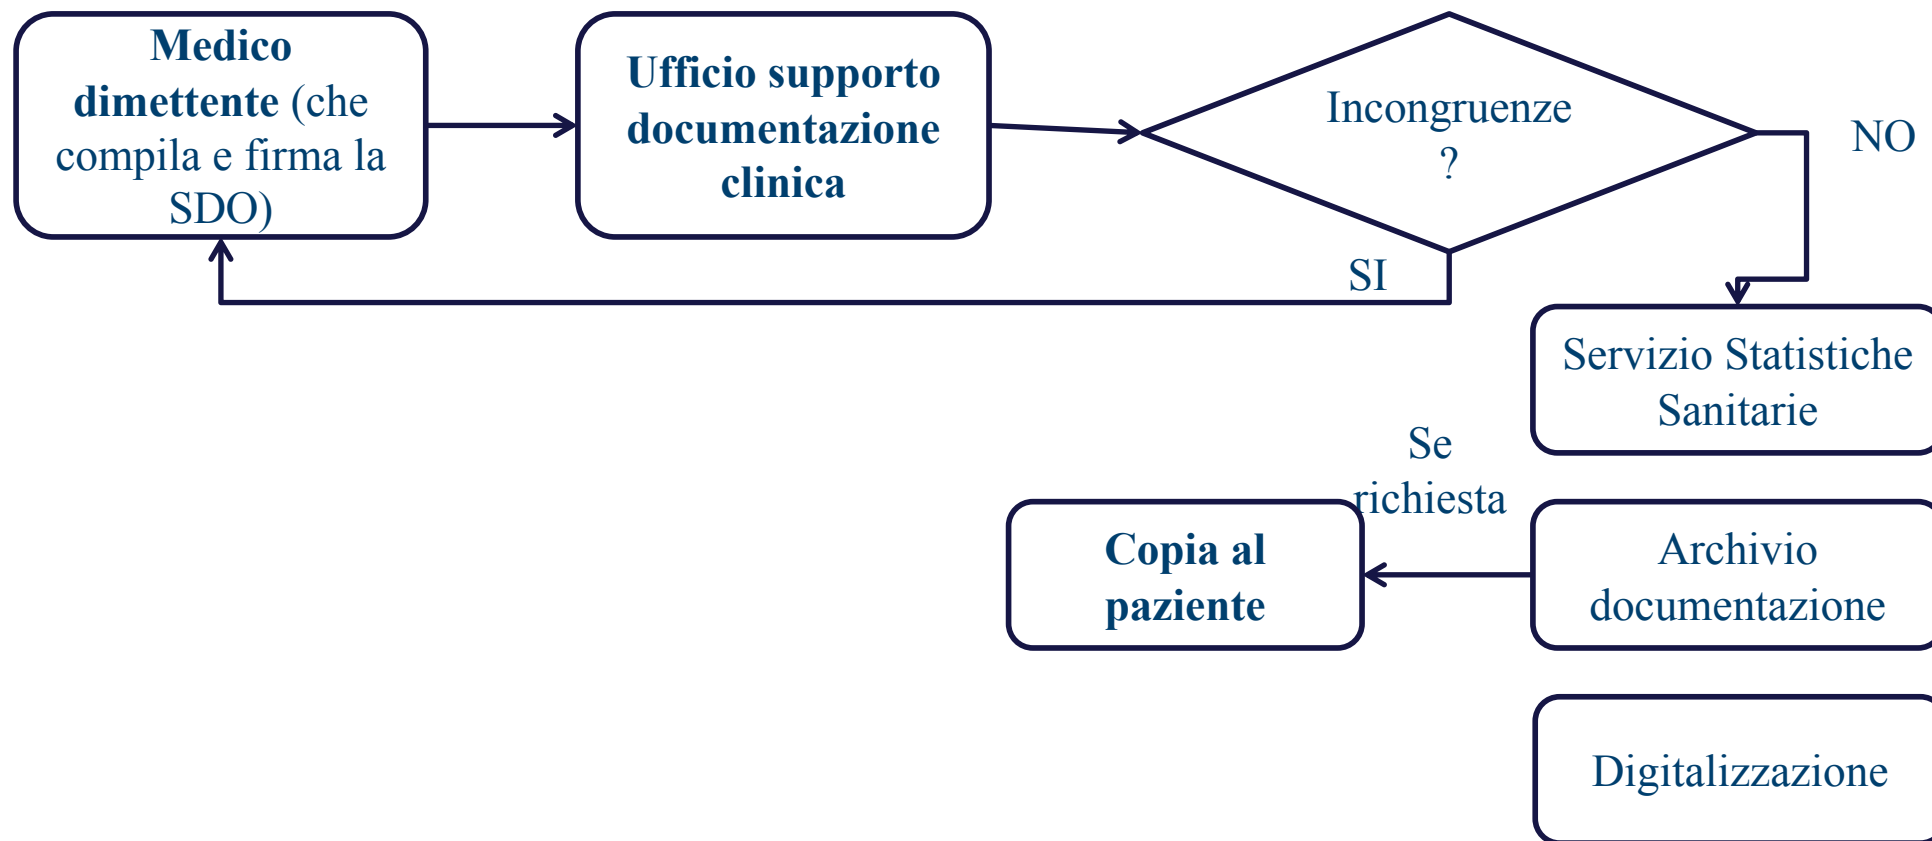 Medico
dimettente (che
compila e firma la
SDO)
Ufficio supporto
documentazione
clinica
Incongruenze
?
NO
SI
Servizio Statistiche
Sanitarie
Se
richiesta
Copia al
paziente
Archivio
documentazione
Digitalizzazione